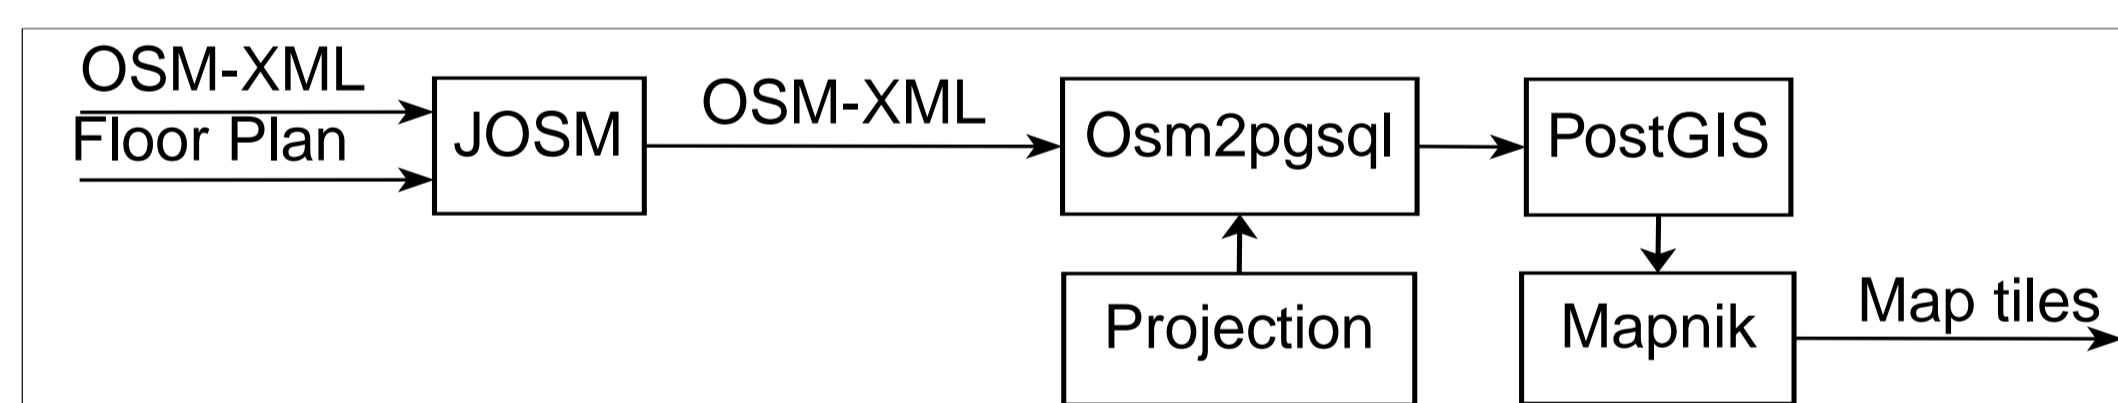 OSM-XML
Floor Plan
JOSM
OSM-XML
Osm2pgsql
PostGIS
Projection
Mapnik
Map tiles